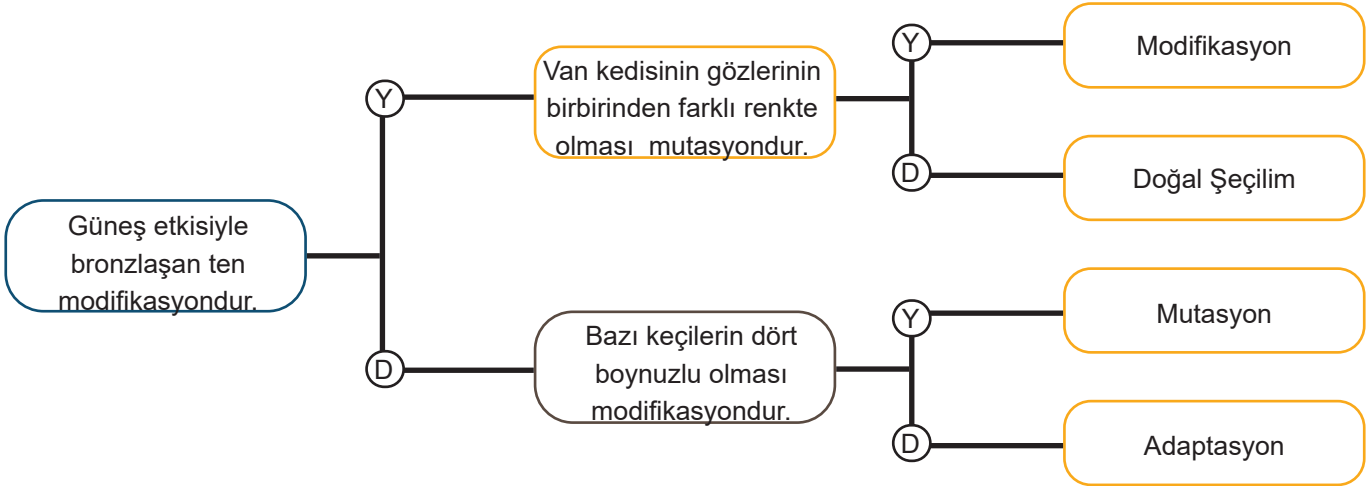 Güneş etkisiyle
bronzlaşan ten
modifikasyondur.
Y
D
Van kedisinin gözlerinin
birbirinden farklı renkte
olması mutasyondur.
Bazı keçilerin dört
boynuzlu olması
modifikasyondur.
Y
D
Y
D
Modifikasyon
Doğal Şeçilim
Mutasyon
Adaptasyon